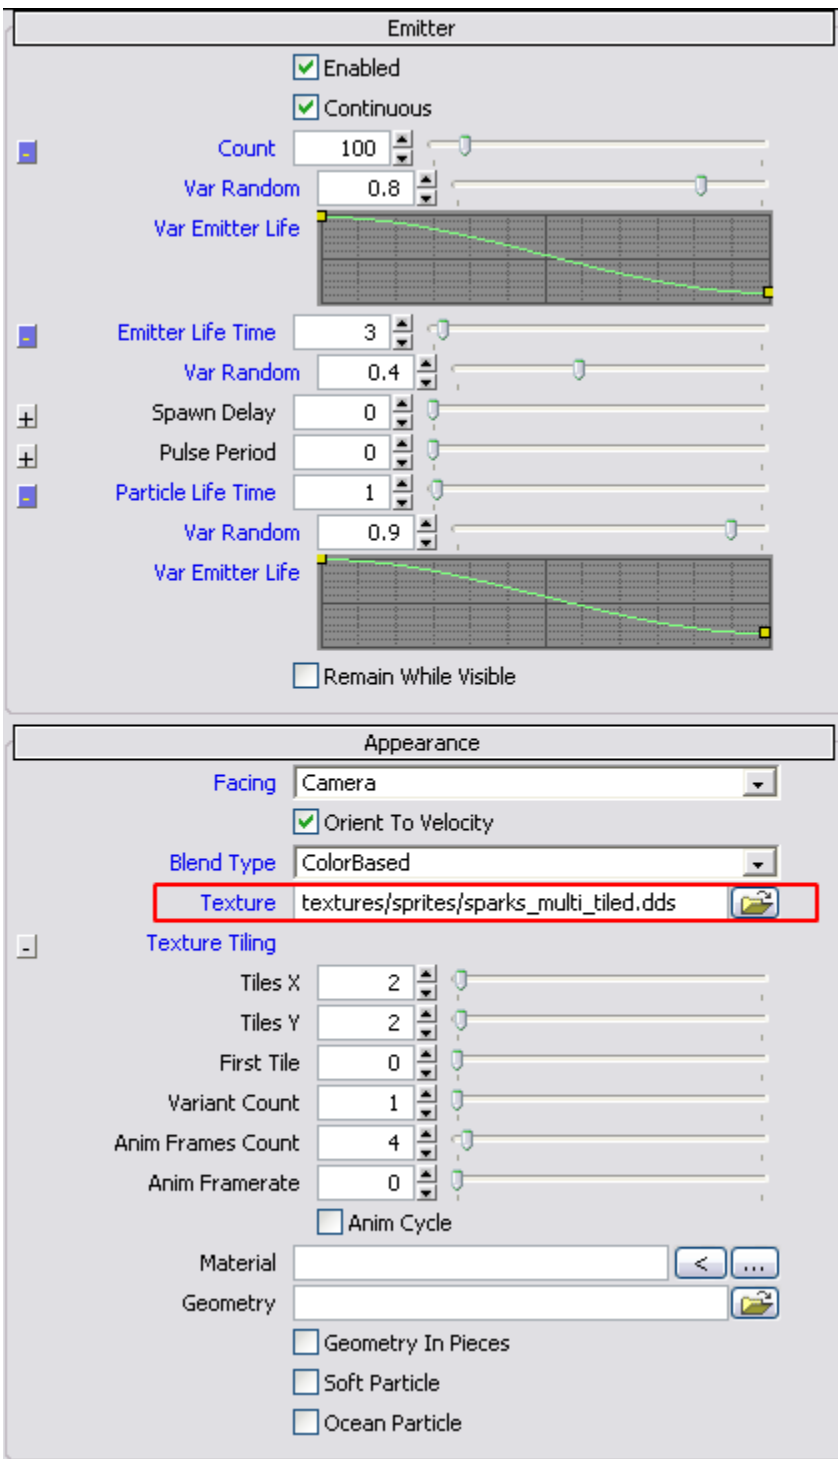 Emitter
Enabled
Continuous
- Count 100
Var Random 0.8
Var Emitter Life
- Emitter Life Time 3
Var Random 0.4
+ Spawn Delay 0
+ Pulse Period 0
- Particle Life Time 1
Var Random 0.9
Var Emitter Life
Remain While Visible
Appearance
Facing Camera
Orient To Velocity
Blend Type ColorBased
Texture textures/sprites/sparks_multi_tiled.dds
- Texture Tiling
Tiles X 2
Tiles Y 2
First Tile 0
Variant Count 1
Anim Frames Count 4
Anim Framerate 0
Anim Cycle
Material < ...
Geometry
Geometry In Pieces
Soft Particle
Ocean Particle